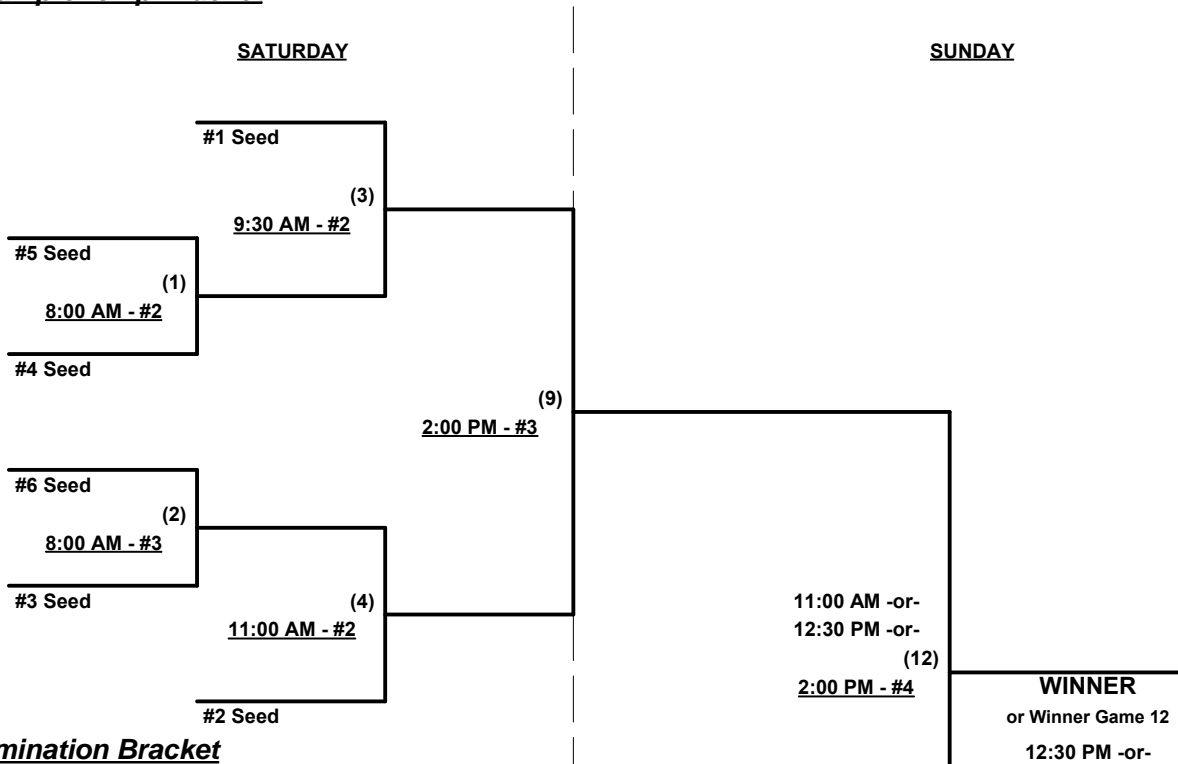 SATURDAY
SUNDAY
#1 Seed
(3)
9:30 AM - #2
#5 Seed
(1)
8:00 AM - #2
#4 Seed
(9)
2:00 PM - #3
#6 Seed
(2)
8:00 AM - #3
#3 Seed
(4)
11:00 AM - #2
#2 Seed
11:00 AM -or-
12:30 PM -or-
(12)
2:00 PM - #4
WINNER
or Winner Game 12
12:30 PM -or-
mination Bracket